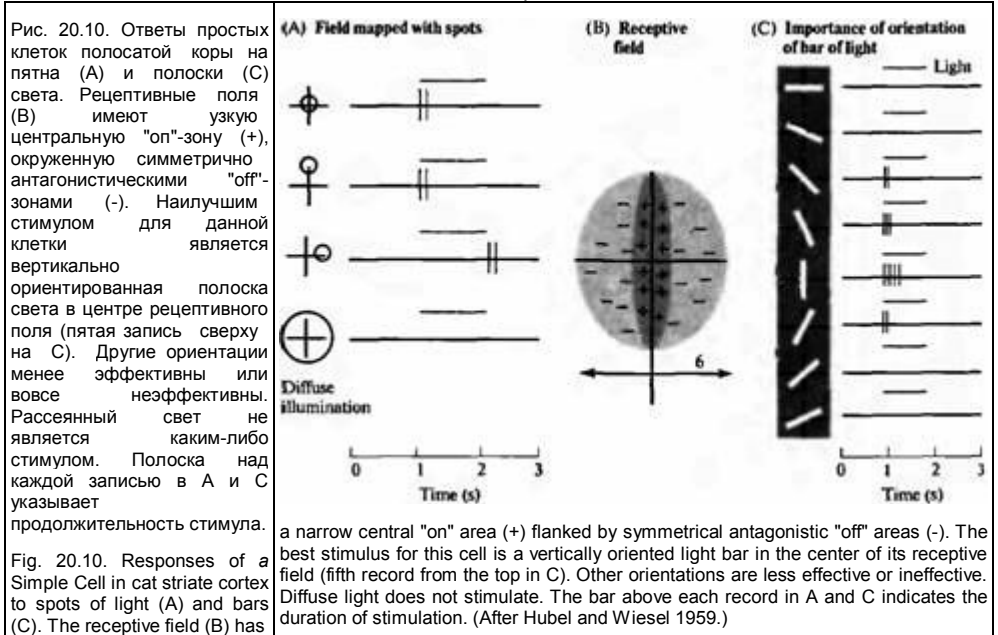 Рис. 20.10. Ответы простых
клеток полосатой коры на
пятна (A) и полоски (C)
света. Рецептивные поля
(B) имеют узкую
центральную "on"-зону (+),
окруженную симметрично
антагонистическими "off"-
зонами (-). Наилучшим
стимулом для данной
клетки является
вертикально
ориентированная полоска
света в центре рецептивного
поля (пятая запись сверху
на C). Другие ориентации
менее эффективны или
вовсе неэффективны.
Рассеянный свет не
является каким-либо
стимулом. Полоска над
каждой записью в A и C
указывает
продолжительность стимула.
Fig. 20.10. Responses of a
Simple Cell in cat striate cortex
to spots of light (A) and bars
(C). The receptive field (B) has
(A) Field mapped with spots
Diffuse
illumination
0 1 2 3
Time (s)
(B) Receptive
field
6
(C) Importance of orientation
of bar of light
Light
0 1 2 3
Time (s)
a narrow central "on" area (+) flanked by symmetrical antagonistic "off" areas (-). The
best stimulus for this cell is a vertically oriented light bar in the center of its receptive
field (fifth record from the top in C). Other orientations are less effective or ineffective.
Diffuse light does not stimulate. The bar above each record in A and C indicates the
duration of stimulation. (After Hubel and Wiesel 1959.)